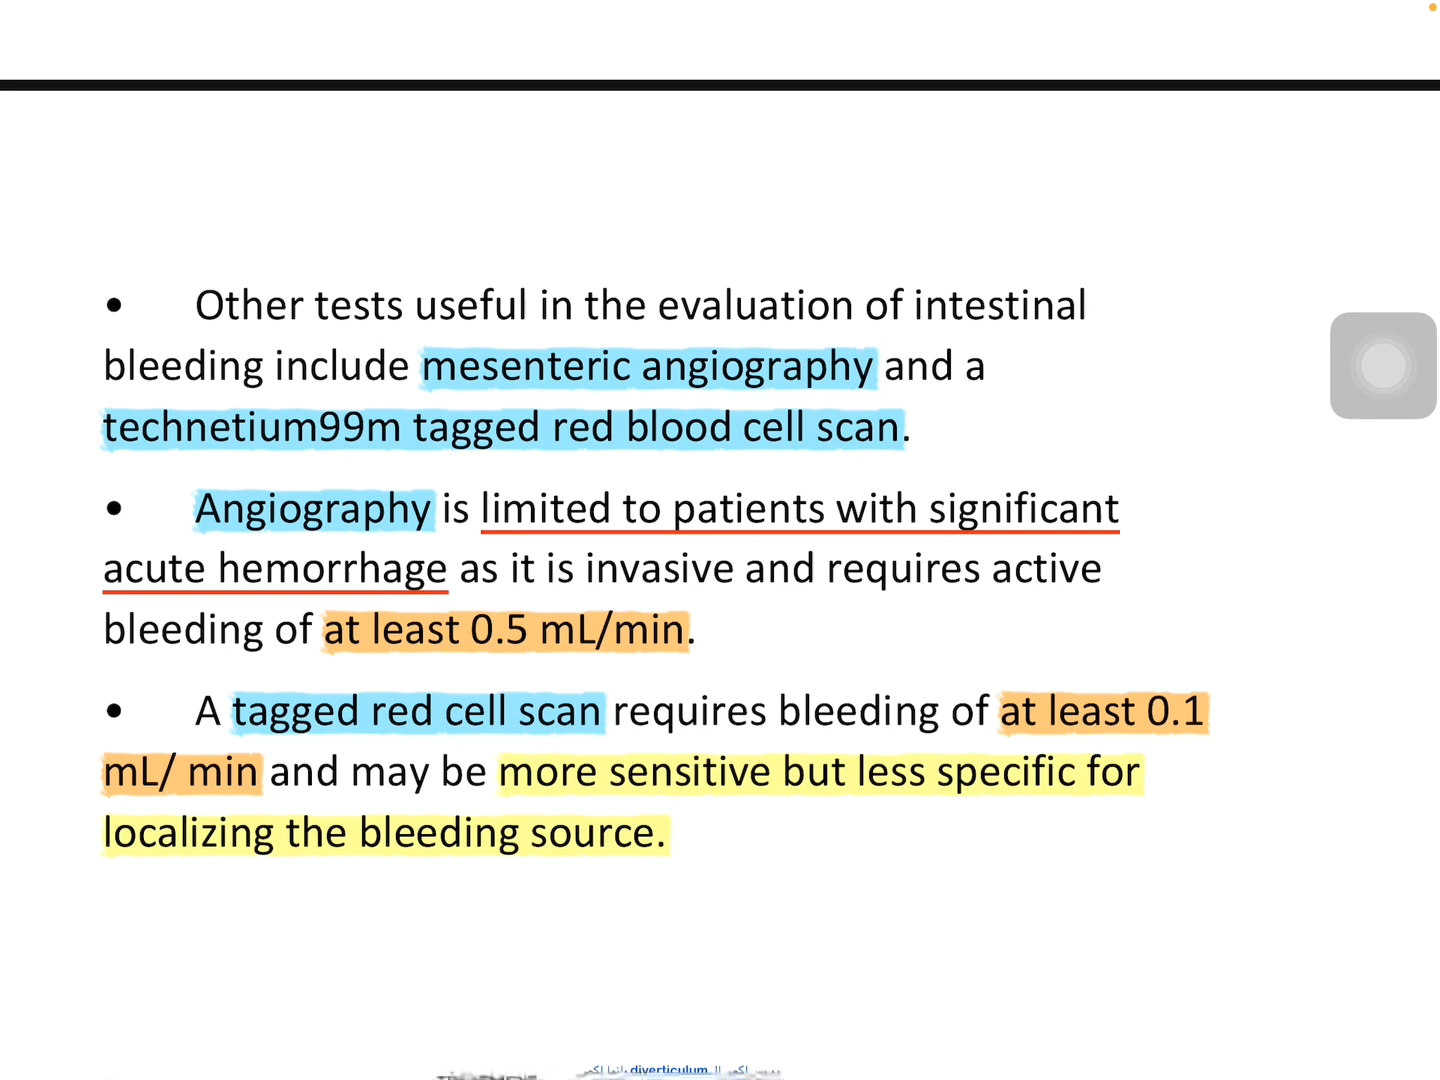 • Other tests useful in the evaluation of intestinal
bleeding include mesenteric angiography and a
technetium99m tagged red blood cell scan.
• Angiography is limited to patients with significant
acute hemorrhage as it is invasive and requires active
bleeding of at least 0.5 mL/min.
• A tagged red cell scan requires bleeding of at least 0.1
mL/ min and may be more sensitive but less specific for
localizing the bleeding source.
diverticulum